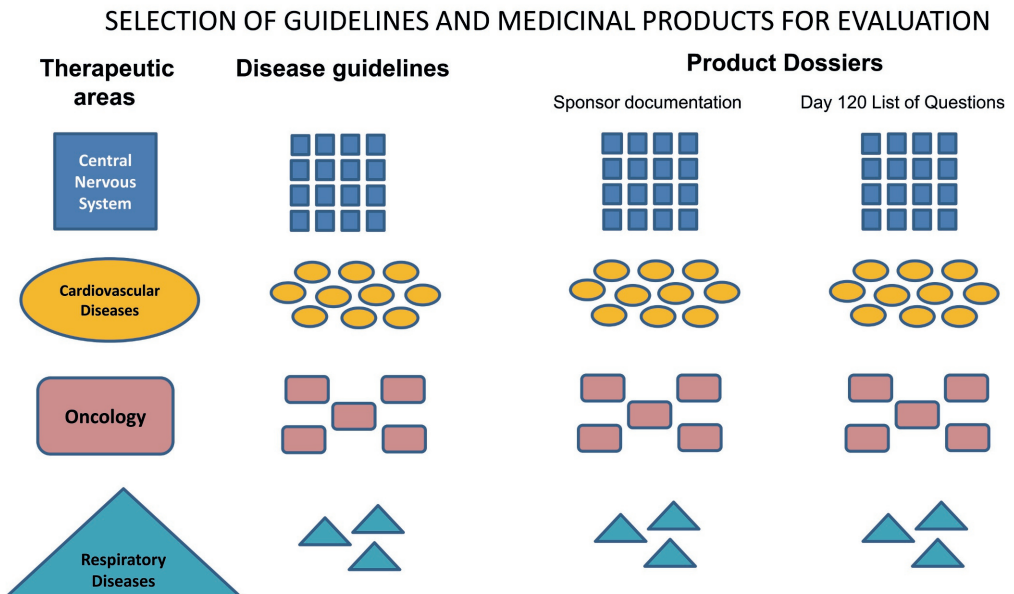 SELECTION OF GUIDELINES AND MEDICINAL PRODUCTS FOR EVALUATION
Therapeutic
areas
Disease guidelines
Product Dossiers
Sponsor documentation
Day 120 List of Questions
Central
Nervous
System
Cardiovascular
Diseases
Oncology
Respiratory
Diseases